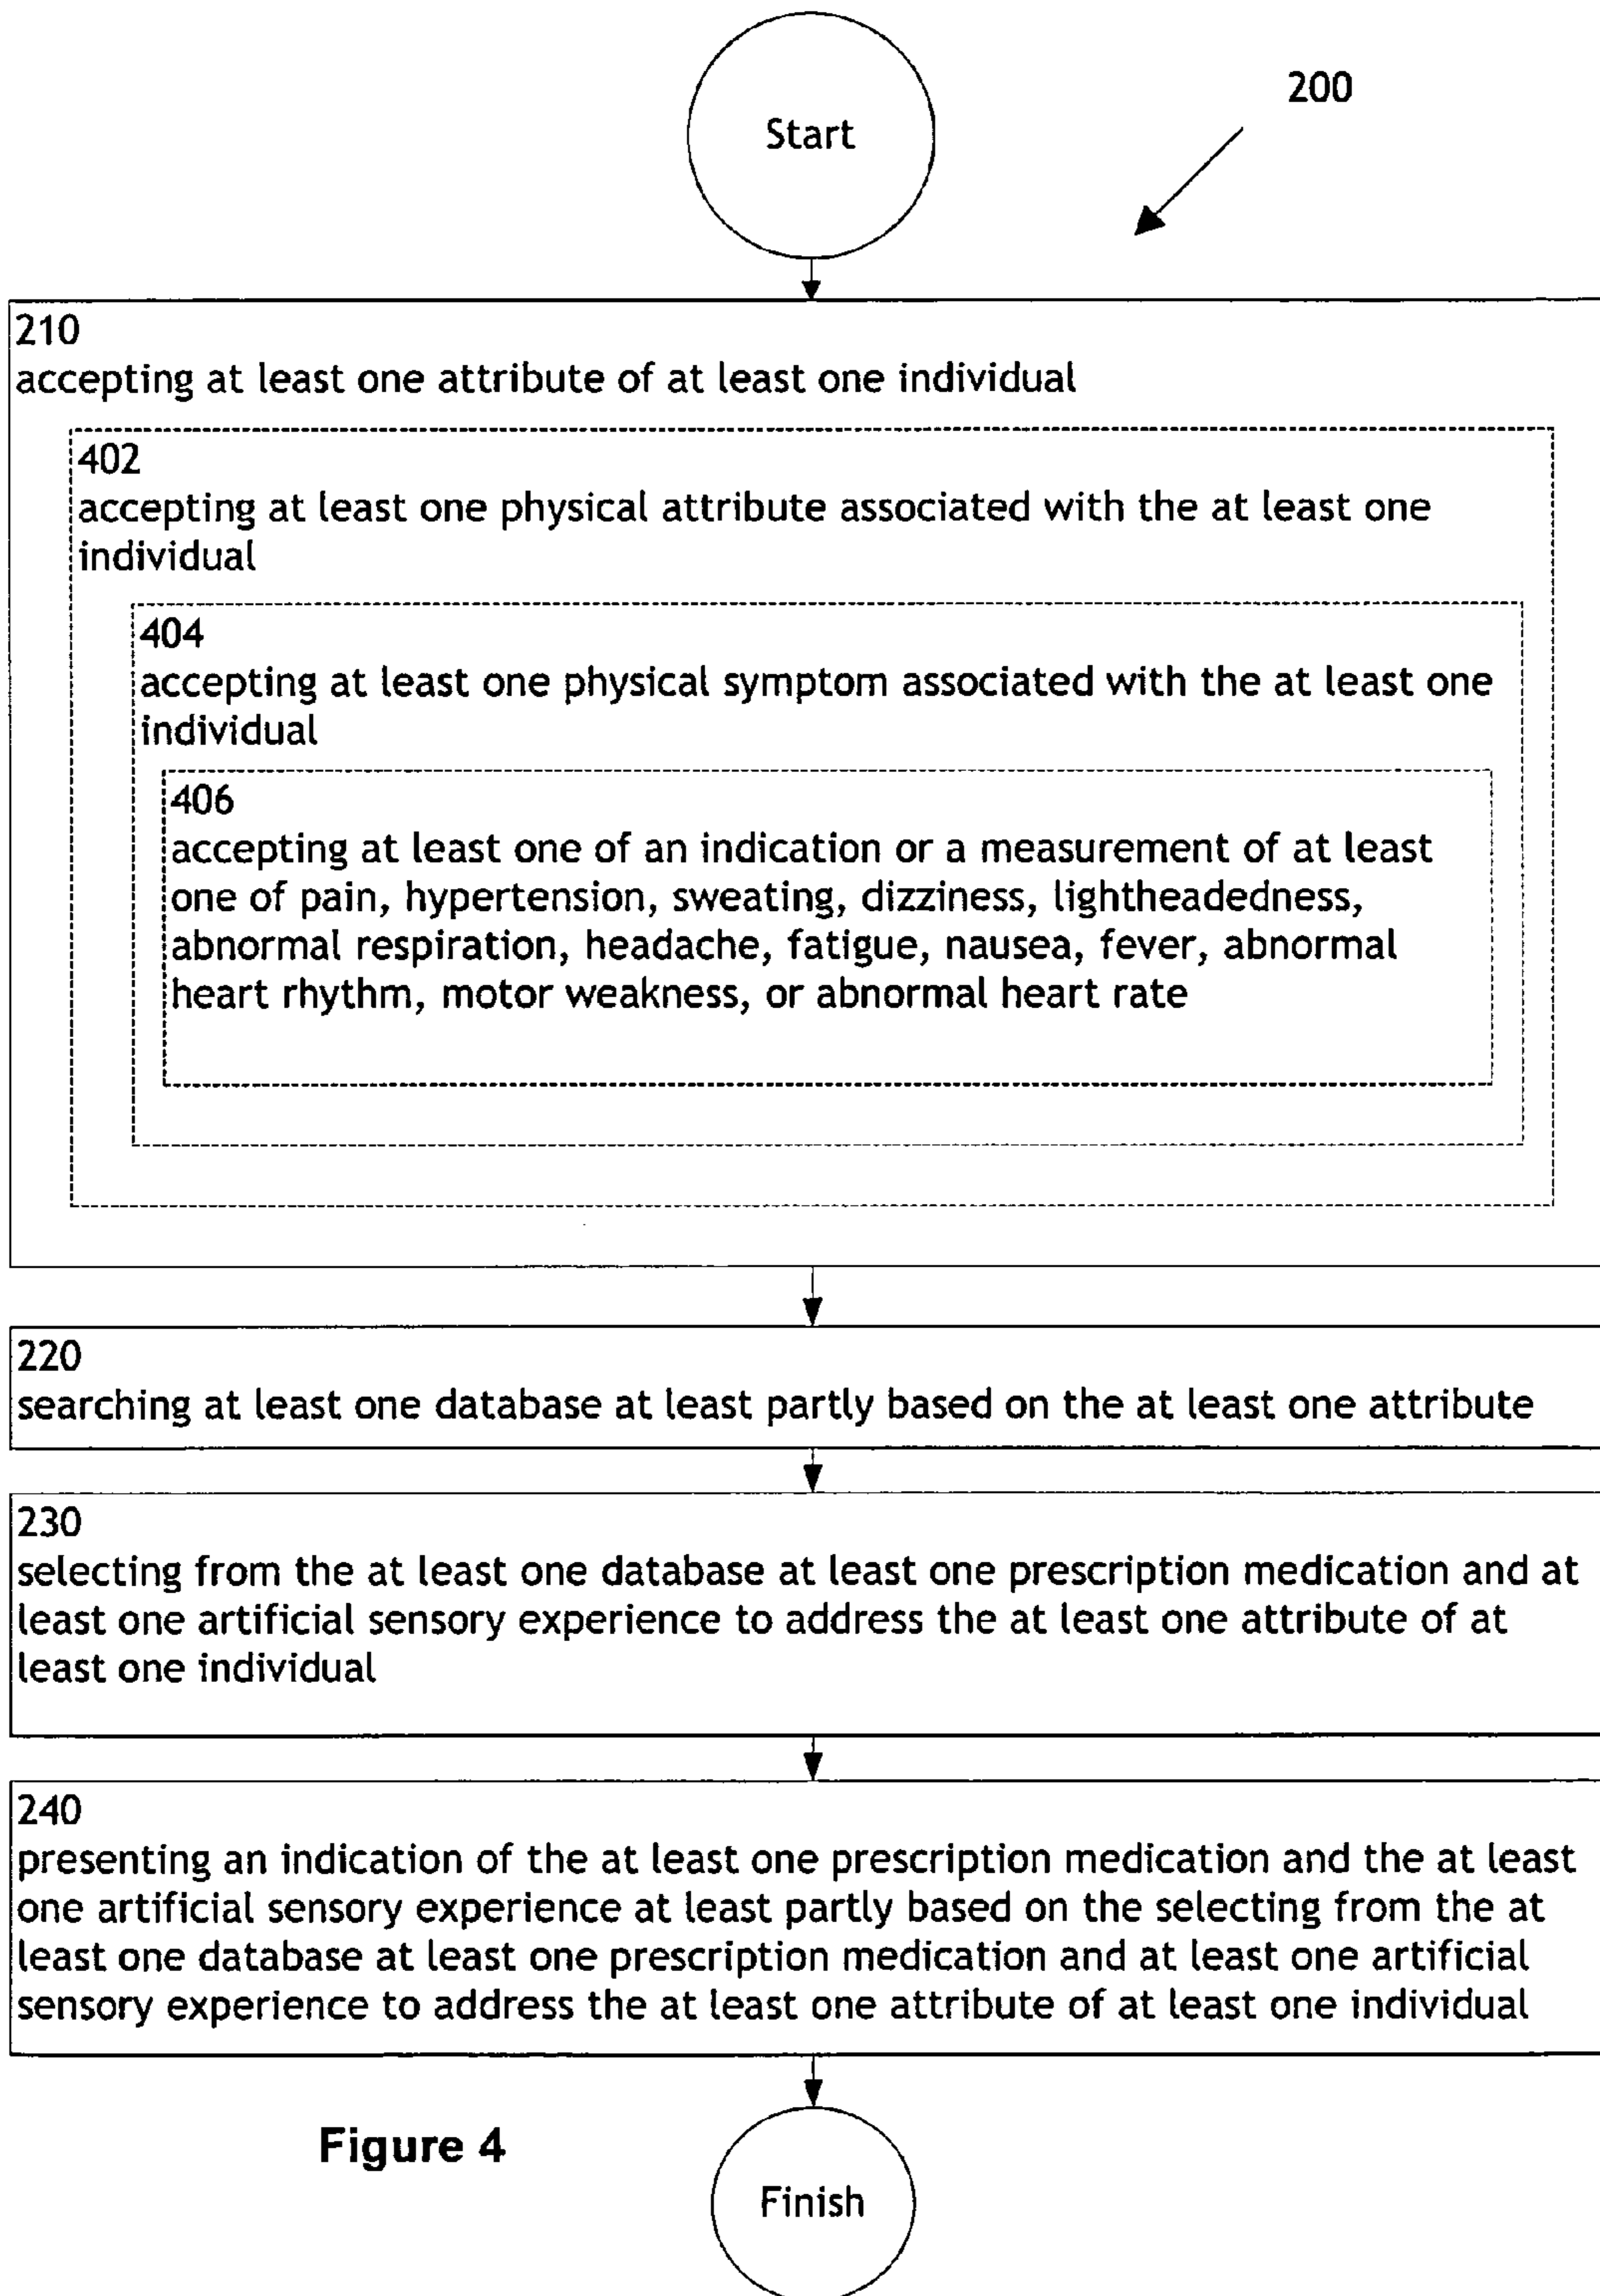 Start
200
210
accepting at least one attribute of at least one individual
402
accepting at least one physical attribute associated with the at least one
individual
404
accepting at least one physical symptom associated with the at least one
individual
406
accepting at least one of an indication or a measurement of at least
one of pain, hypertension, sweating, dizziness, lightheadedness,
abnormal respiration, headache, fatigue, nausea, fever, abnormal
heart rhythm, motor weakness, or abnormal heart rate
220
searching at least one database at least partly based on the at least one attribute
230
selecting from the at least one database at least one prescription medication and at
least one artificial sensory experience to address the at least one attribute of at
least one individual
240
presenting an indication of the at least one prescription medication and the at least
one artificial sensory experience at least partly based on the selecting from the at
least one database at least one prescription medication and at least one artificial
sensory experience to address the at least one attribute of at least one individual
Figure 4
Finish